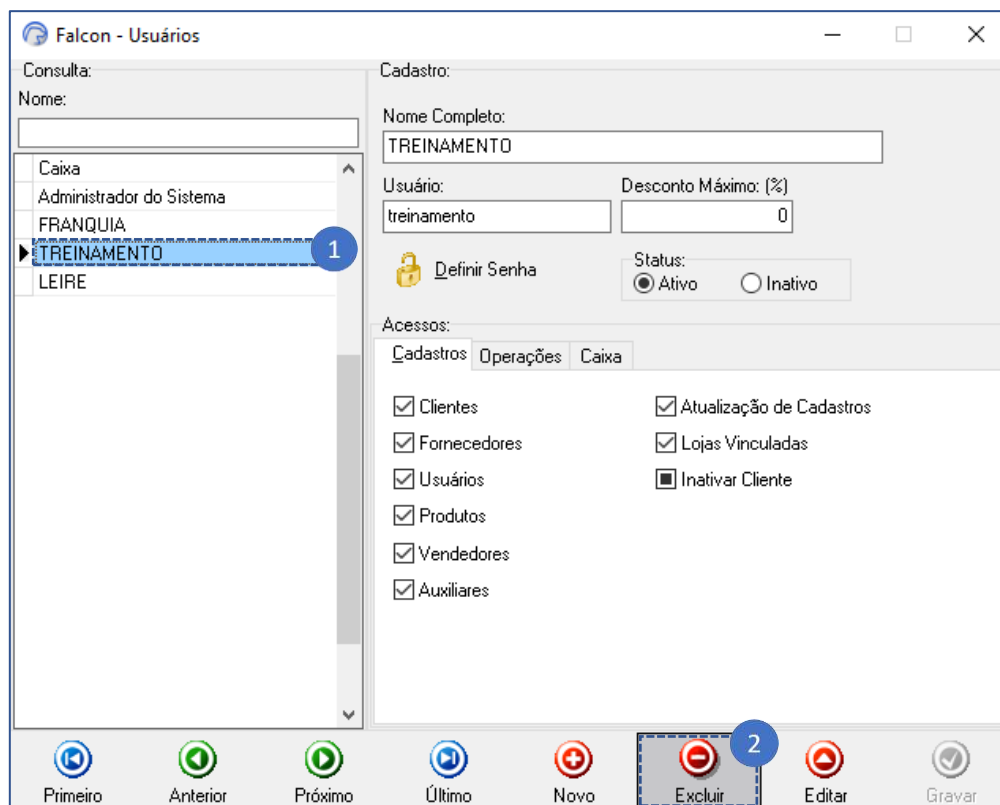 Falcon - Usuários
Consulta:
Nome:
Caixa
Administrador do Sistema
FRANQUIA
TREINAMENTO
1
LEIRE
Cadastro:
Nome Completo:
TREINAMENTO
Usuário:
Desconto Máximo: (%)
treinamento
0
Definir Senha
Status:
Ativo
Inativo
Acessos:
Cadastros
Operações
Caixa
Clientes
Atualização de Cadastros
Fornecedores
Lojas Vinculadas
Usuários
Inativar Cliente
Produtos
Vendedores
Auxiliares
2
Primeiro
Anterior
Próximo
Último
Novo
Excluir
Editar
Gravar